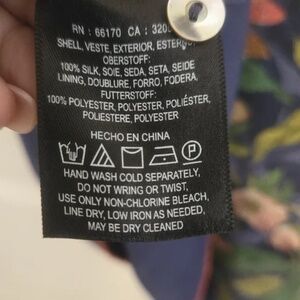 RN : 66170 CA : 320
SHELL, VESTE, EXTERIOR,
OBERSTOFF:
100% SILK, SOIE, SEDA, SETA, SEIDE
LINING, DOUBLURE, FORRO, FODERA,
FUTTERSTOFF:
100% POLYESTER, POLYESTER, POLIÉSTER,
POLIESTERE, POLYESTER
HECHO EN CHINA
P
HAND WASH COLD SEPARATELY,
DO NOT WRING OR TWIST,
USE ONLY NON-CHLORINE BLEACH,
LINE DRY, LOW IRON AS NEEDED,
MAY BE DRY CLEANED